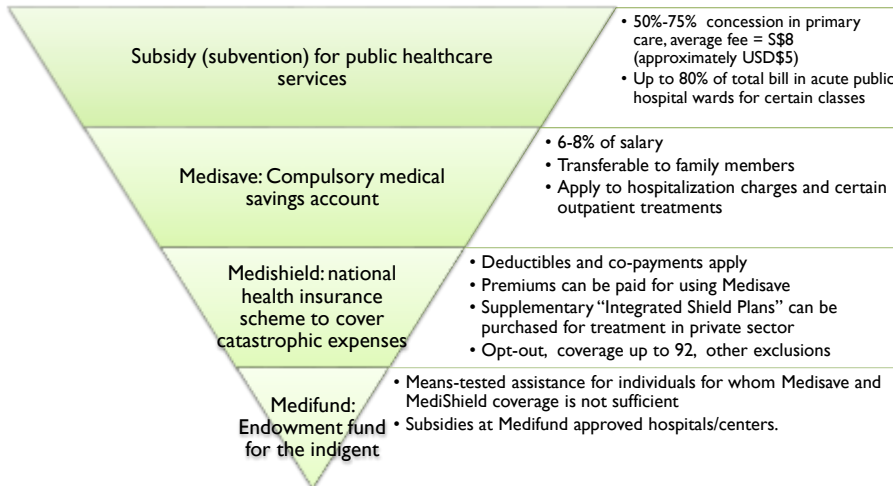 Subsidy (subvention) for public healthcare
services
• 50%-75% concession in primary
care, average fee = S$8
(approximately USD$5)
• Up to 80% of total bill in acute public
hospital wards for certain classes
Medisave: Compulsory medical
savings account
• 6-8% of salary
• Transferable to family members
• Apply to hospitalization charges and certain
outpatient treatments
Medishield: national
health insurance
scheme to cover
catastrophic expenses
• Deductibles and co-payments apply
• Premiums can be paid for using Medisave
• Supplementary “Integrated Shield Plans” can be
purchased for treatment in private sector
• Opt-out, coverage up to 92, other exclusions
Medifund:
Endowment fund
for the indigent
• Means-tested assistance for individuals for whom Medisave and
MediShield coverage is not sufficient
• Subsidies at Medifund approved hospitals/centers.